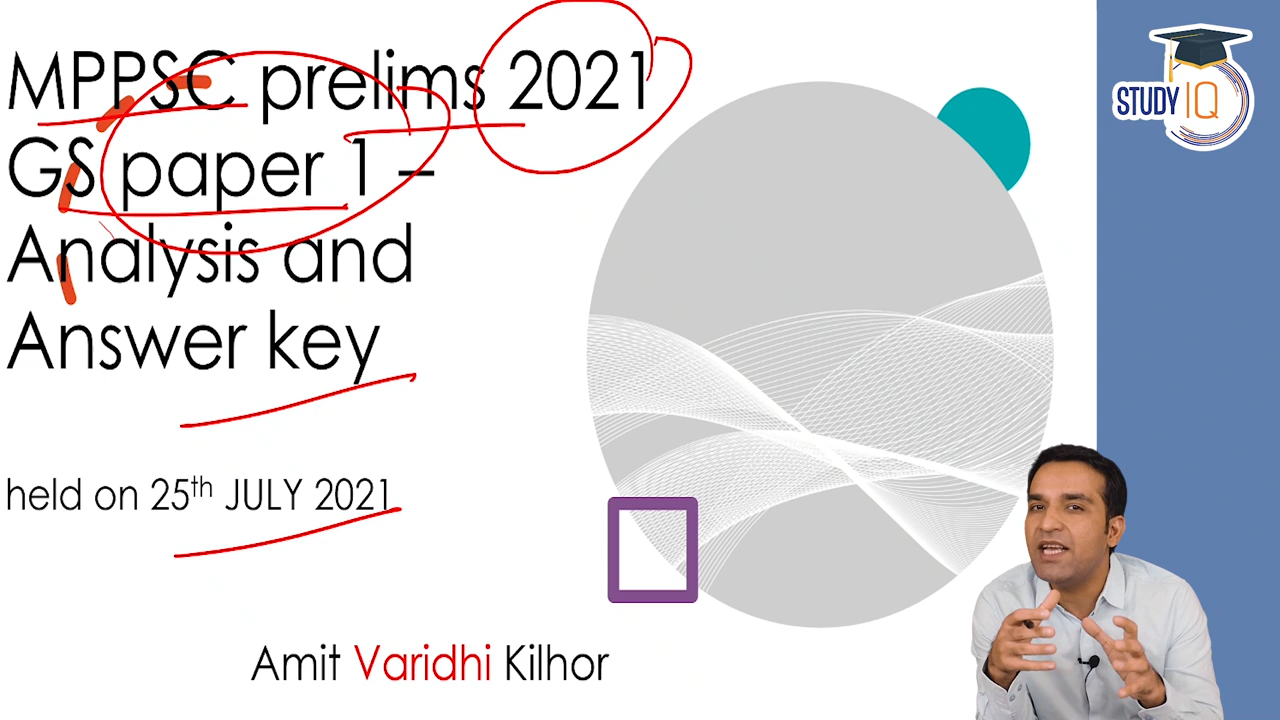 MPPSC prelims 2021
GS paper 1 –
Analysis and
Answer key
held on 25th JULY 2021
Amit Varidhi Kilhor
STUDY IQ